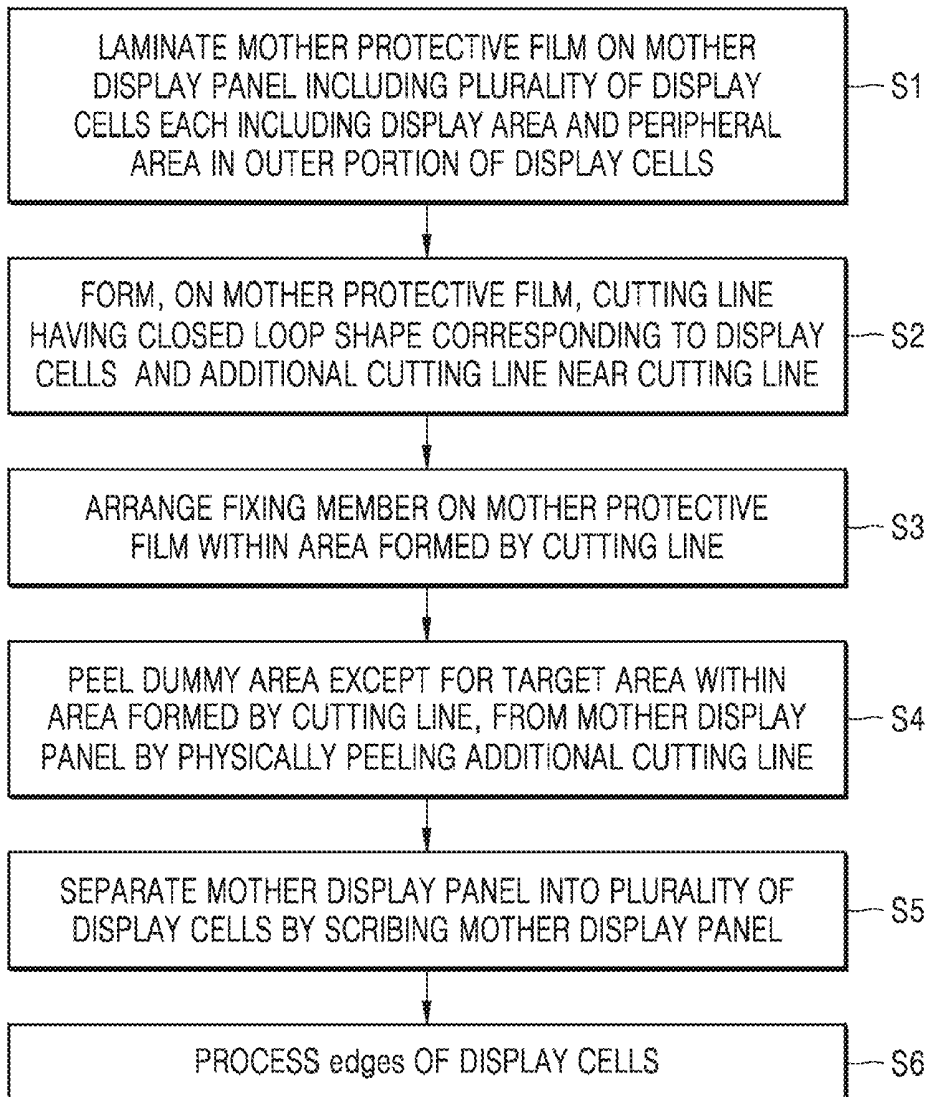 LAMINATE MOTHER PROTECTIVE FILM ON MOTHER
DISPLAY PANEL INCLUDING PLURALITY OF DISPLAY
CELLS EACH INCLUDING DISPLAY AREA AND PERIPHERAL
AREA IN OUTER PORTION OF DISPLAY CELLS
S1
FORM, ON MOTHER PROTECTIVE FILM, CUTTING LINE
HAVING CLOSED LOOP SHAPE CORRESPONDING TO DISPLAY
CELLS AND ADDITIONAL CUTTING LINE NEAR CUTTING LINE
S2
ARRANGE FIXING MEMBER ON MOTHER PROTECTIVE
FILM WITHIN AREA FORMED BY CUTTING LINE
S3
PEEL DUMMY AREA EXCEPT FOR TARGET AREA WITHIN
AREA FORMED BY CUTTING LINE, FROM MOTHER DISPLAY
PANEL BY PHYSICALLY PEELING ADDITIONAL CUTTING LINE
S4
SEPARATE MOTHER DISPLAY PANEL INTO PLURALITY OF
DISPLAY CELLS BY SCRIBING MOTHER DISPLAY PANEL
S5
PROCESS edges OF DISPLAY CELLS
S6